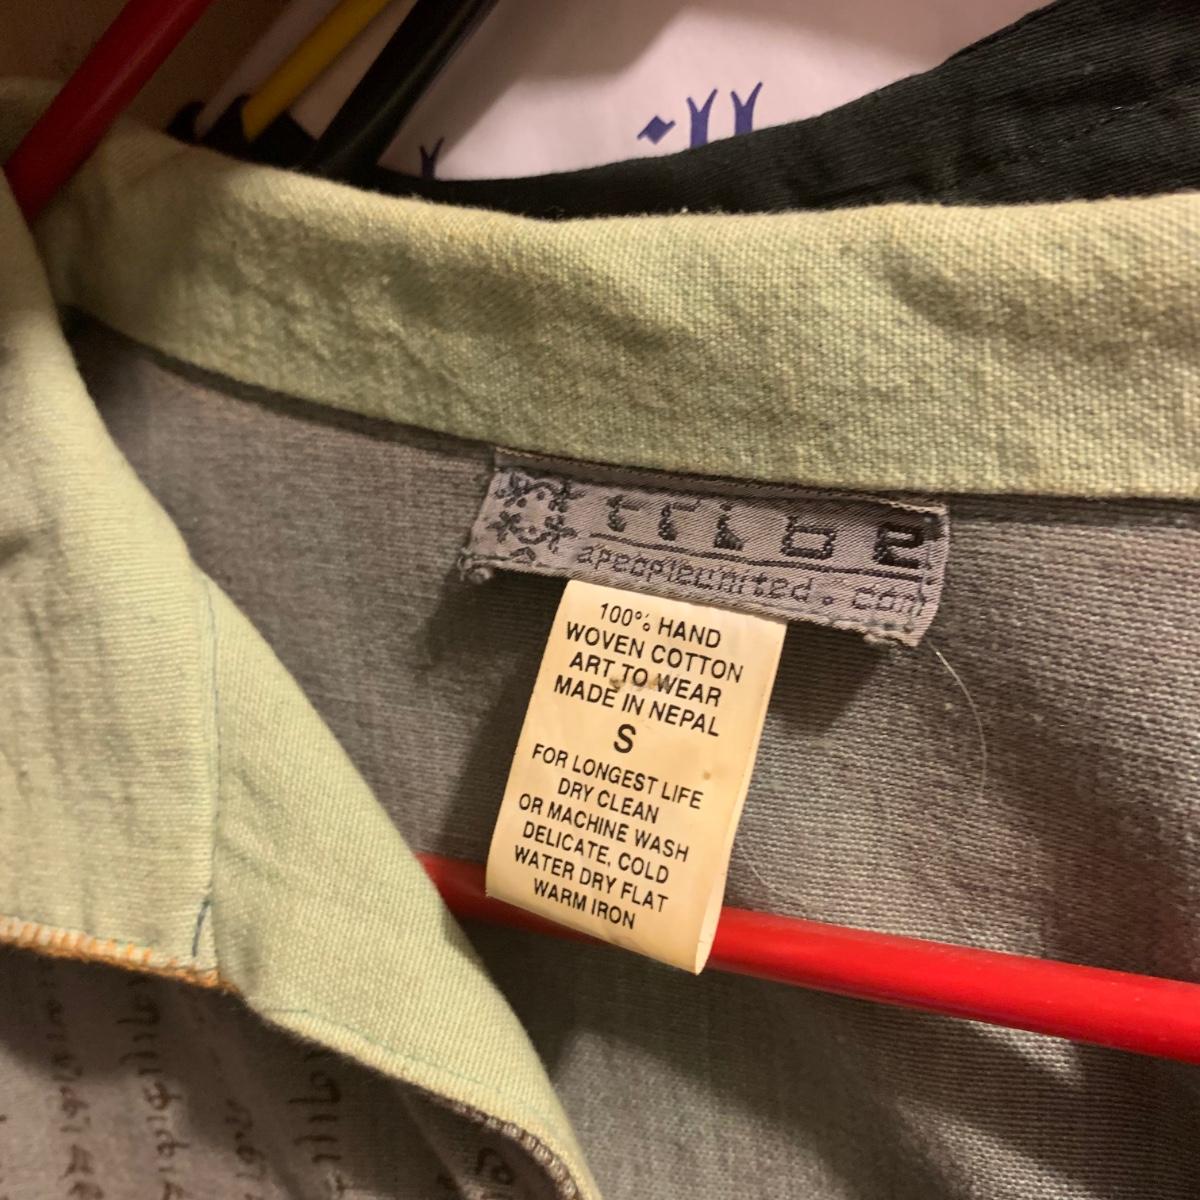 tribe
apeopleunited.com
100% HAND
WOVEN COTTON
ART TO WEAR
MADE IN NEPAL
S
FOR LONGEST LIFE
DRY CLEAN
OR MACHINE WASH
DELICATE, COLD
WATER DRY FLAT
WARM IRON